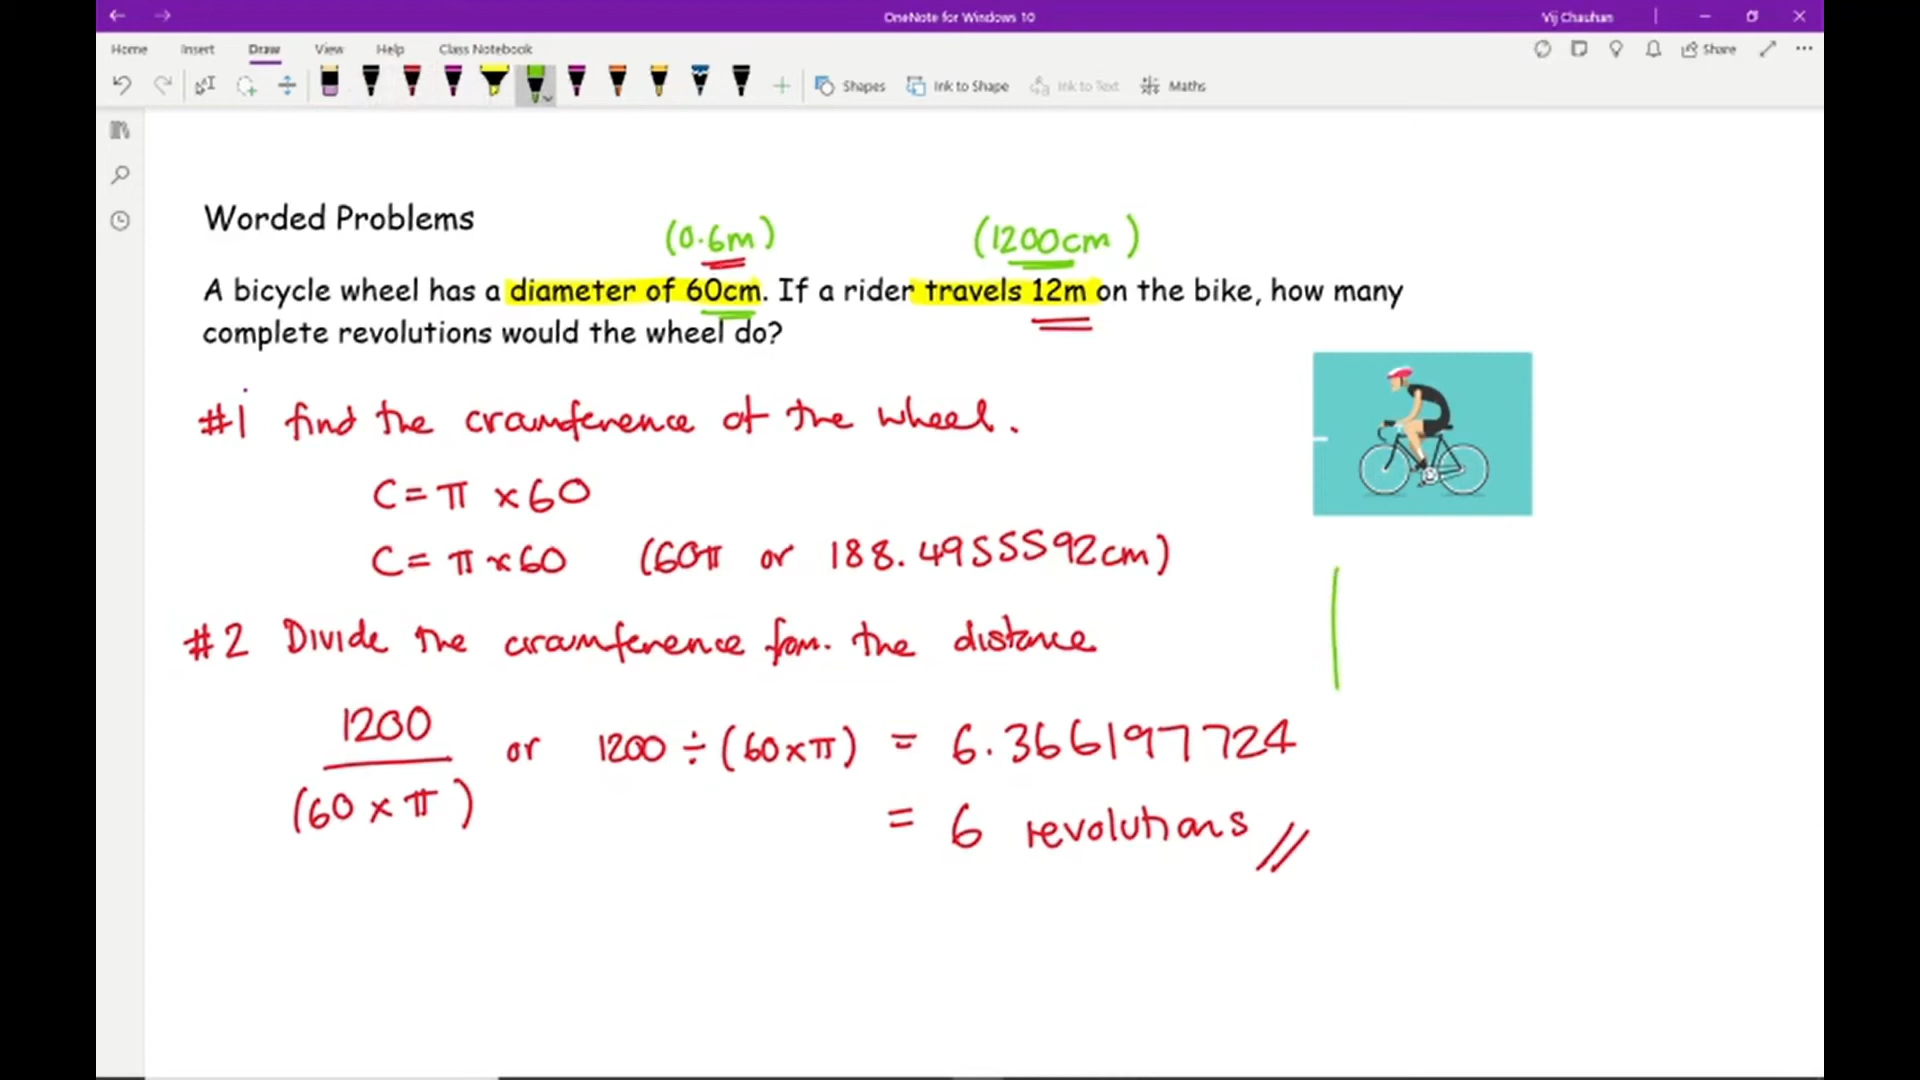 OneNote for Windows 10
Vij Chauhan
Home Insert Draw View Help Class Notebook
Share
Shapes Ink to Shape Ink to Text Maths
Worded Problems
(0.6m) (1200cm)
A bicycle wheel has a diameter of 60cm. If a rider travels 12m on the bike, how many
complete revolutions would the wheel do?
#1 find the circumference of the wheel.
C = π × 60
C = π × 60 (60π or 188.4955592cm)
#2 Divide the circumference from. the distance
1200
(60 × π)
or 1200 ÷ (60 × π) = 6.366197724
= 6 revolutions